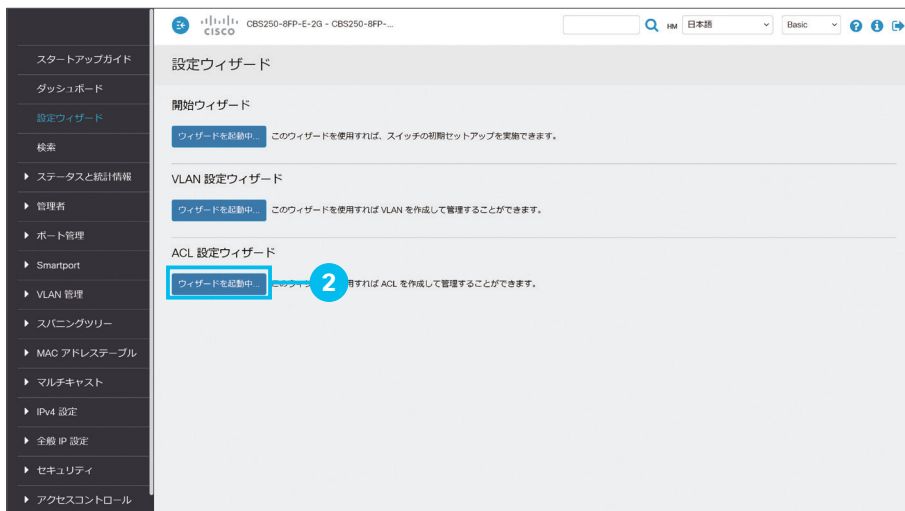 CISCO
CBS250-8FP-E-2G - CBS250-8FP-...
HM
日本語
Basic
スタートアップガイド
ダッシュボード
設定ウィザード
検索
ステータスと統計情報
管理者
ポート管理
Smartport
VLAN 管理
スパニングツリー
MAC アドレステーブル
マルチキャスト
IPv4 設定
全般 IP 設定
セキュリティ
アクセスコントロール
設定ウィザード
開始ウィザード
ウィザードを起動中... このウィザードを使用すれば、スイッチの初期セットアップを実施できます。
VLAN 設定ウィザード
ウィザードを起動中... このウィザードを使用すれば VLAN を作成して管理することができます。
ACL 設定ウィザード
ウィザードを起動中... このウィ 2 用すれば ACL を作成して管理することができます。